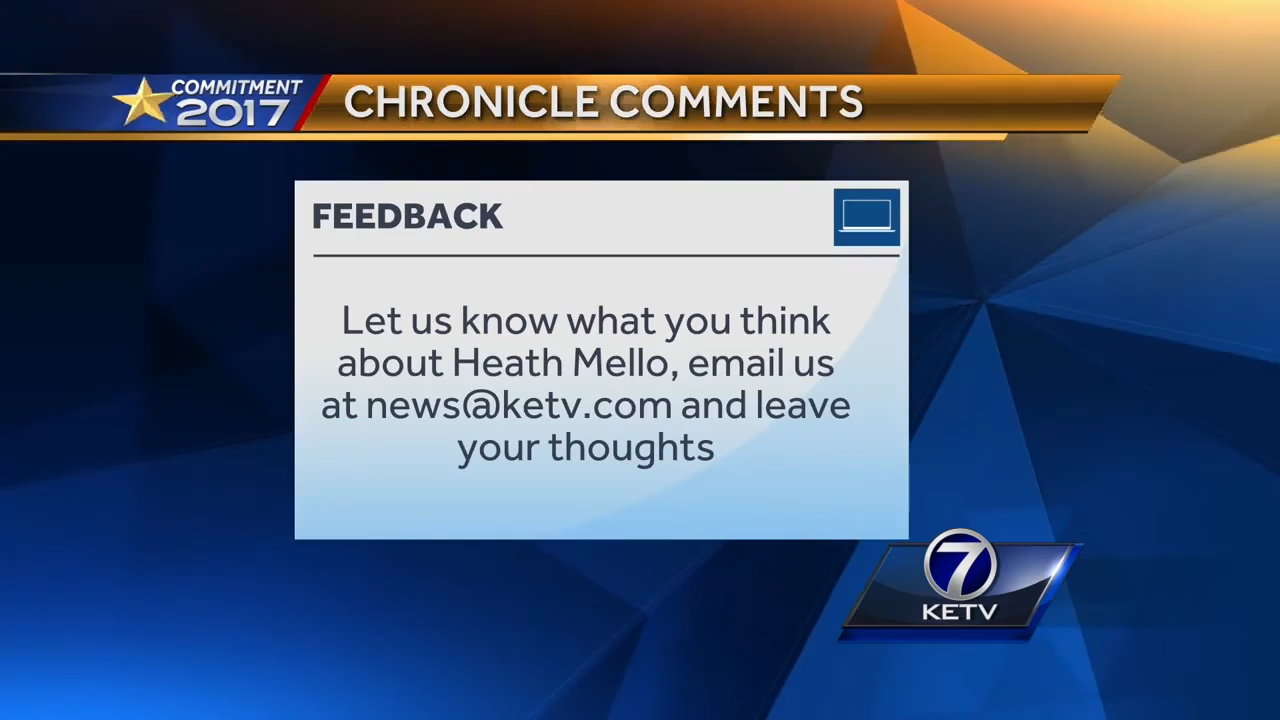 COMMITMENT
2017
CHRONICLE COMMENTS
FEEDBACK
Let us know what you think
about Heath Mello, email us
at news@ketv.com and leave
your thoughts
7
KETV